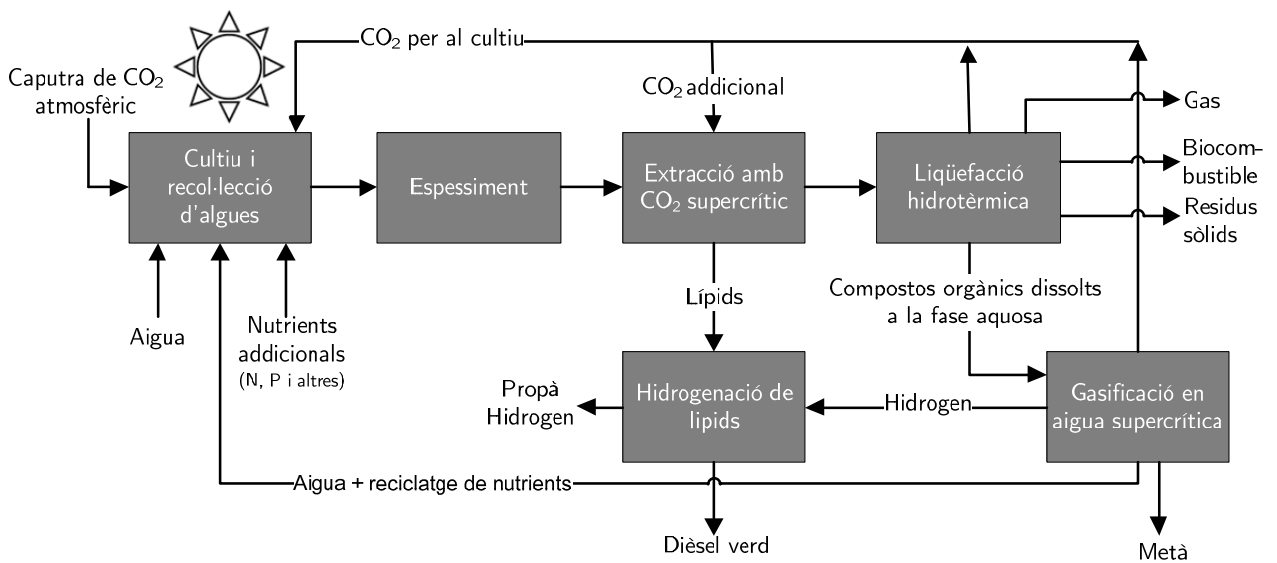 CO₂ per al cultiu
Caputra de CO₂
atmosfèric
CO₂ addicional
Gas
Cultiu i
recol·lecció
d'algues
Espessiment
Extracció amb
CO₂ supercrític
Liqüefacció
hidrotèrmica
Biocom-
bustible
Residus
sòlids
Aigua
Nutrients
addicionals
(N, P i altres)
Lípids
Compostos orgànics dissolts
a la fase aquosa
Propà
Hidrogen
Hidrogenació de
lipids
Hidrogen
Gasificació en
aigua supercrítica
Aigua + reciclatge de nutrients
Dièsel verd
Metà